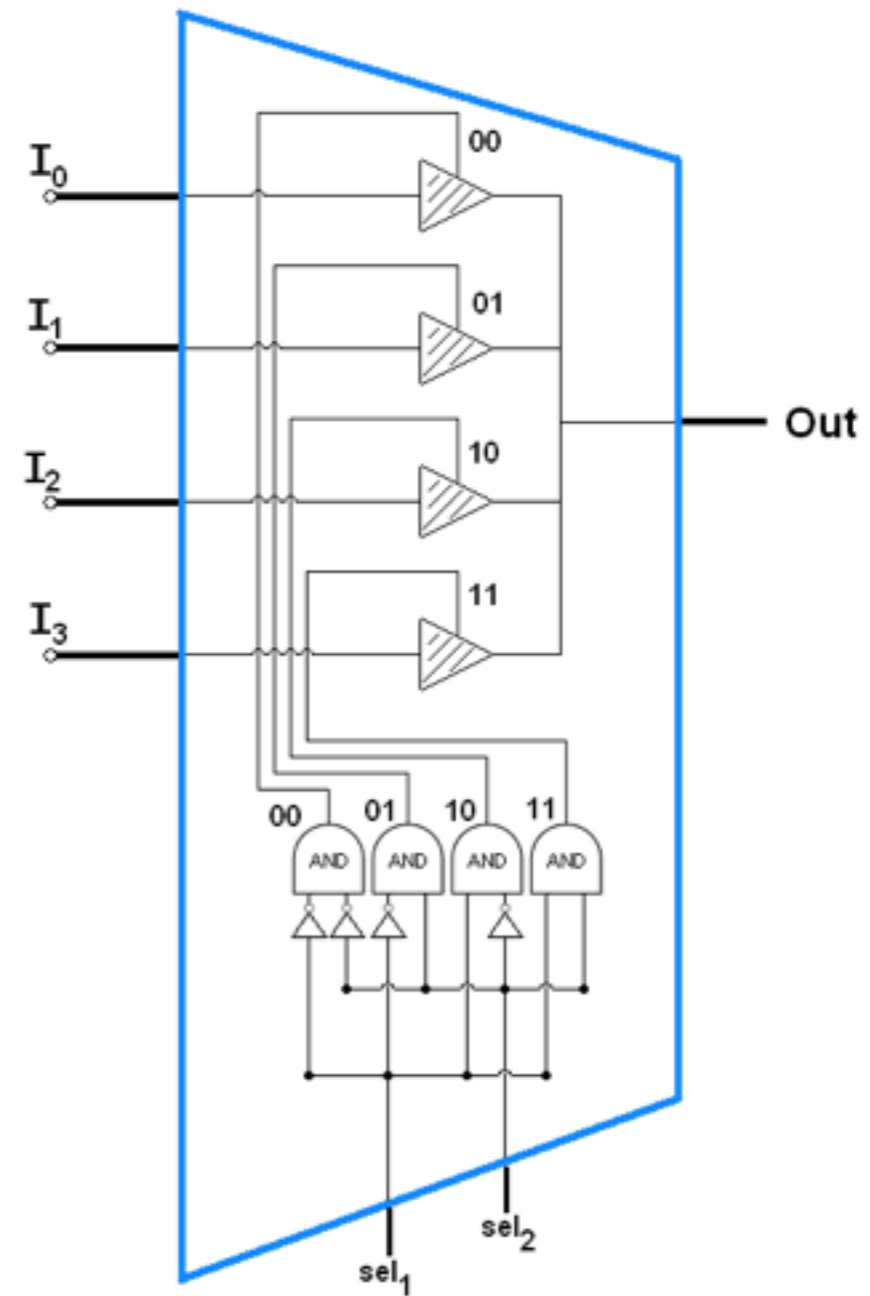 00
I0
01
I1
Out
10
I2
11
I3
00 01 10 11
AND AND AND AND
sel2
sel1